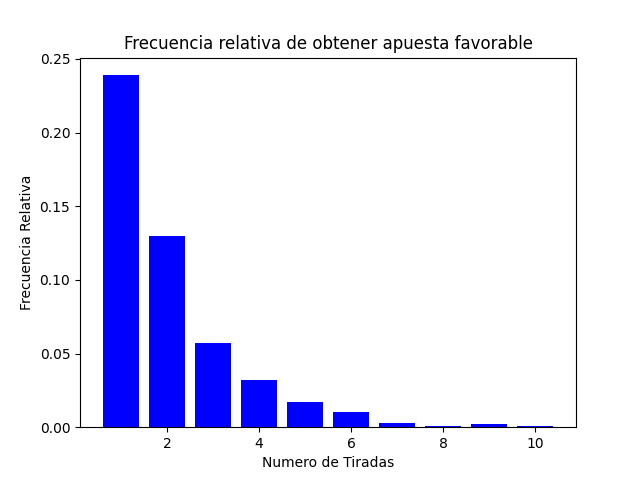 Frecuencia relativa de obtener apuesta favorable
0.25
0.20
0.15
0.10
0.05
0.00
Frecuencia Relativa
2 4 6 8 10
Numero de Tiradas